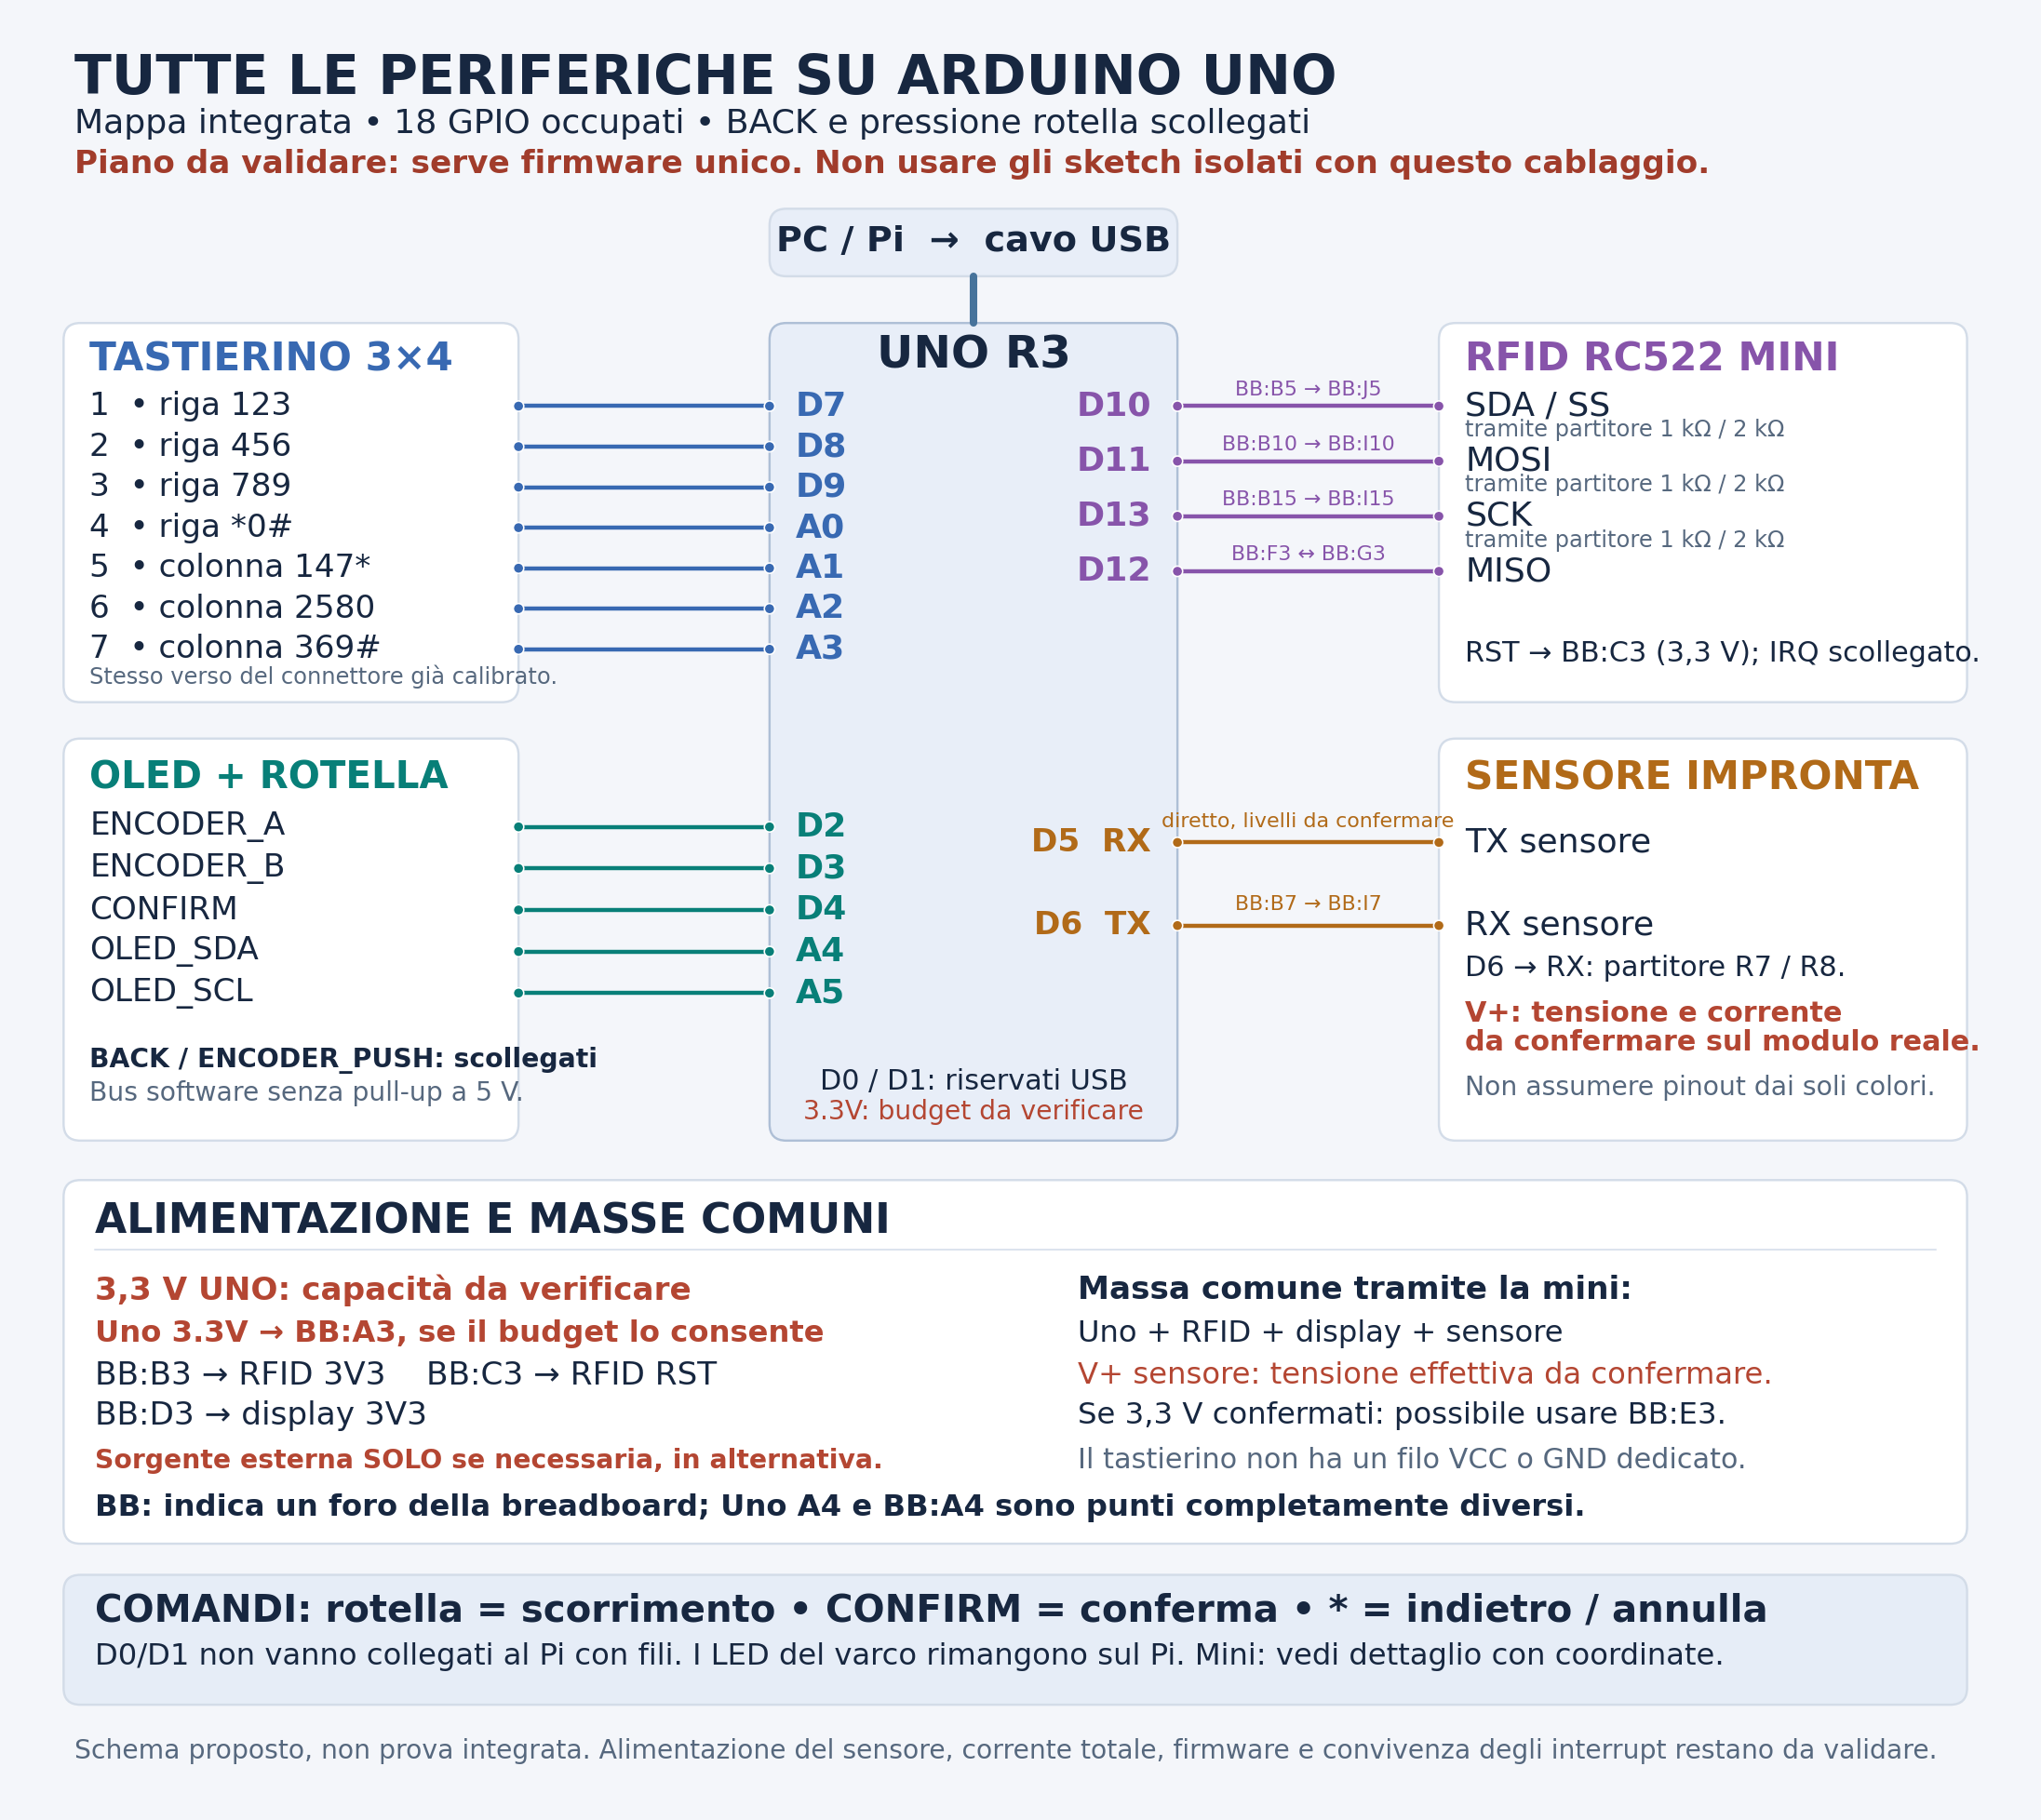 TUTTE LE PERIFERICHE SU ARDUINO UNO
Mappa integrata • 18 GPIO occupati • BACK e pressione rotella scollegati
Piano da validare: serve firmware unico. Non usare gli sketch isolati con questo cablaggio.
PC / Pi → cavo USB
TASTIERINO 3×4
1 • riga 123
2 • riga 456
3 • riga 789
4 • riga *0#
5 • colonna 147*
6 • colonna 2580
7 • colonna 369#
Stesso verso del connettore già calibrato.
OLED + ROTELLA
ENCODER_A
ENCODER_B
CONFIRM
OLED_SDA
OLED_SCL
BACK / ENCODER_PUSH: scollegati
Bus software senza pull-up a 5 V.
UNO R3
D7
D8
D9
A0
A1
A2
A3
D2
D3
D4
A4
A5
D10
D11
D13
D12
D5 RX
D6 TX
D0 / D1: riservati USB
3.3V: budget da verificare
BB:B5 → BB:J5
BB:B10 → BB:I10
BB:B15 → BB:I15
BB:F3 ↔ BB:G3
diretto, livelli da confermare
BB:B7 → BB:I7
RFID RC522 MINI
SDA / SS
tramite partitore 1 kΩ / 2 kΩ
MOSI
tramite partitore 1 kΩ / 2 kΩ
SCK
tramite partitore 1 kΩ / 2 kΩ
MISO
RST → BB:C3 (3,3 V); IRQ scollegato.
SENSORE IMPRONTA
TX sensore
RX sensore
D6 → RX: partitore R7 / R8.
V+: tensione e corrente
da confermare sul modulo reale.
Non assumere pinout dai soli colori.
ALIMENTAZIONE E MASSE COMUNI
3,3 V UNO: capacità da verificare
Uno 3.3V → BB:A3, se il budget lo consente
BB:B3 → RFID 3V3 BB:C3 → RFID RST
BB:D3 → display 3V3
Sorgente esterna SOLO se necessaria, in alternativa.
Massa comune tramite la mini:
Uno + RFID + display + sensore
V+ sensore: tensione effettiva da confermare.
Se 3,3 V confermati: possibile usare BB:E3.
Il tastierino non ha un filo VCC o GND dedicato.
BB: indica un foro della breadboard; Uno A4 e BB:A4 sono punti completamente diversi.
COMANDI: rotella = scorrimento • CONFIRM = conferma • * = indietro / annulla
D0/D1 non vanno collegati al Pi con fili. I LED del varco rimangono sul Pi. Mini: vedi dettaglio con coordinate.
Schema proposto, non prova integrata. Alimentazione del sensore, corrente totale, firmware e convivenza degli interrupt restano da validare.